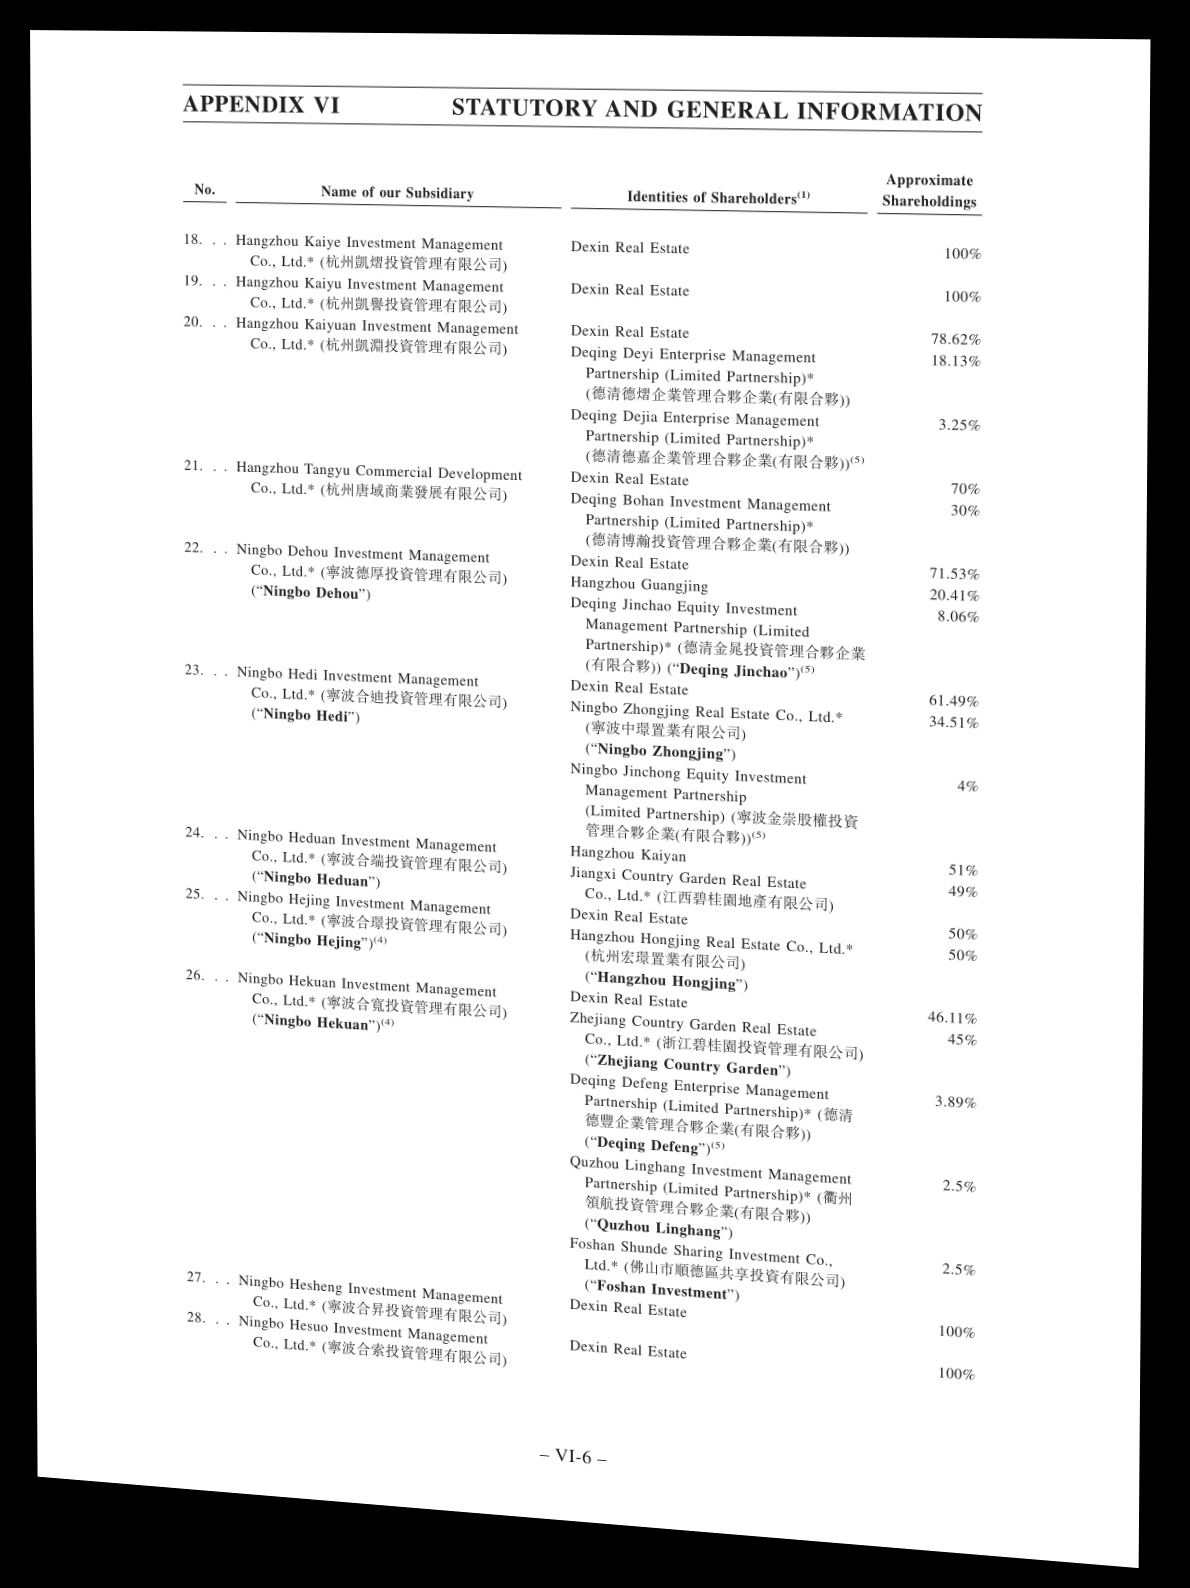 APPENDIX VI STATUTORY AND GENERAL INFORMATION
No. Name of our Subsidiary Identities of Shareholders(1) Approximate Shareholdings
18. . . Hangzhou Kaiye Investment Management Dexin Real Estate 100%
Co., Ltd.* (杭州凱熠投資管理有限公司)
19. . . Hangzhou Kaiyu Investment Management Dexin Real Estate 100%
Co., Ltd.* (杭州凱譽投資管理有限公司)
20. . . Hangzhou Kaiyuan Investment Management Dexin Real Estate 78.62%
Co., Ltd.* (杭州凱淵投資管理有限公司) Deqing Deyi Enterprise Management 18.13%
Partnership (Limited Partnership)*
(德清德熠企業管理合夥企業(有限合夥))
Deqing Dejia Enterprise Management 3.25%
Partnership (Limited Partnership)*
(德清德嘉企業管理合夥企業(有限合夥))(5)
21. . . Hangzhou Tangyu Commercial Development Dexin Real Estate 70%
Co., Ltd.* (杭州唐域商業發展有限公司) Deqing Bohan Investment Management 30%
Partnership (Limited Partnership)*
(德清博瀚投資管理合夥企業(有限合夥))
22. . . Ningbo Dehou Investment Management Dexin Real Estate 71.53%
Co., Ltd.* (寧波德厚投資管理有限公司) Hangzhou Guangjing 20.41%
(“Ningbo Dehou”) Deqing Jinchao Equity Investment 8.06%
Management Partnership (Limited
Partnership)* (德清金晁投資管理合夥企業
(有限合夥)) (“Deqing Jinchao”)(5)
23. . . Ningbo Hedi Investment Management Dexin Real Estate 61.49%
Co., Ltd.* (寧波合迪投資管理有限公司) Ningbo Zhongjing Real Estate Co., Ltd.* 34.51%
(“Ningbo Hedi”) (寧波中璟置業有限公司)
(“Ningbo Zhongjing”)
Ningbo Jinchong Equity Investment 4%
Management Partnership
(Limited Partnership) (寧波金崇股權投資
管理合夥企業(有限合夥))(5)
24. . . Ningbo Heduan Investment Management Hangzhou Kaiyan 51%
Co., Ltd.* (寧波合端投資管理有限公司) Jiangxi Country Garden Real Estate 49%
(“Ningbo Heduan”) Co., Ltd.* (江西碧桂園地產有限公司)
25. . . Ningbo Hejing Investment Management Dexin Real Estate 50%
Co., Ltd.* (寧波合璟投資管理有限公司) Hangzhou Hongjing Real Estate Co., Ltd.* 50%
(“Ningbo Hejing”)(4) (杭州宏璟置業有限公司)
(“Hangzhou Hongjing”)
26. . . Ningbo Hekuan Investment Management Dexin Real Estate 46.11%
Co., Ltd.* (寧波合寬投資管理有限公司) Zhejiang Country Garden Real Estate 45%
(“Ningbo Hekuan”)(4) Co., Ltd.* (浙江碧桂園投資管理有限公司)
(“Zhejiang Country Garden”)
Deqing Defeng Enterprise Management 3.89%
Partnership (Limited Partnership)* (德清
德豐企業管理合夥企業(有限合夥))
(“Deqing Defeng”)(5)
Quzhou Linghang Investment Management 2.5%
Partnership (Limited Partnership)* (衢州
領航投資管理合夥企業(有限合夥))
(“Quzhou Linghang”)
Foshan Shunde Sharing Investment Co., 2.5%
Ltd.* (佛山市順德區共享投資有限公司)
(“Foshan Investment”)
27. . . Ningbo Hesheng Investment Management Dexin Real Estate 100%
Co., Ltd.* (寧波合昇投資管理有限公司)
28. . . Ningbo Hesuo Investment Management Dexin Real Estate 100%
Co., Ltd.* (寧波合索投資管理有限公司)
– VI-6 –